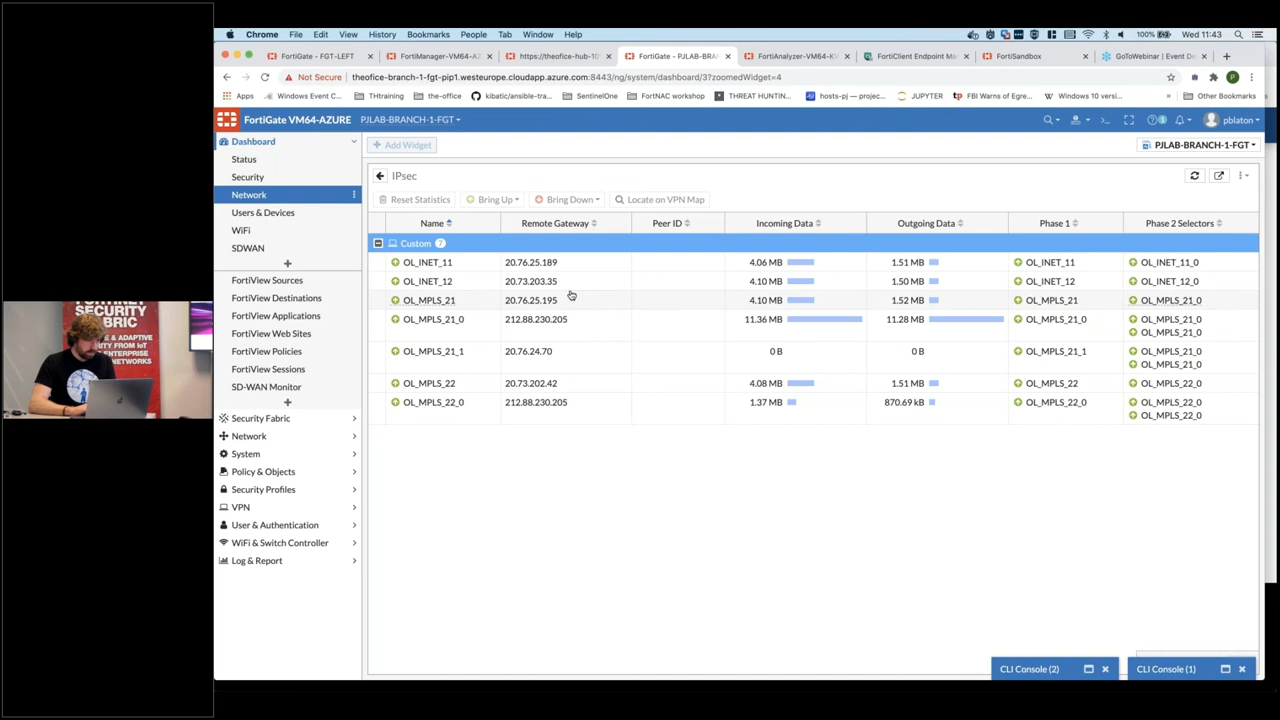 Chrome File Edit View History Bookmarks People Tab Window Help 100% Wed 11:43
FortiGate - FGT-LEFT FortiManager-VM64-AZ https://theofice-hub-10 FortiGate - PJLAB-BRAN FortiAnalyzer-VM64-KV FortiClient Endpoint Ma FortiSandbox GoToWebinar | Event De
Not Secure theofice-branch-1-fgt-pip1.westeurope.cloudapp.azure.com:8443/ng/system/dashboard/3?zoomedWidget=4
Apps Windows Event C... THtraining the-office kibatic/ansible-tra... SentinelOne FortNAC workshop THREAT HUNTIN... hosts-pj — projec... JUPYTER FBI Warns of Egre... Windows 10 versi... » Other Bookmarks
FortiGate VM64-AZURE PJLAB-BRANCH-1-FGT pblaton
Dashboard
Status
Security
Network
Users & Devices
WiFi
SDWAN
FortiView Sources
FortiView Destinations
FortiView Applications
FortiView Web Sites
FortiView Policies
FortiView Sessions
SD-WAN Monitor
Security Fabric
Network
System
Policy & Objects
Security Profiles
VPN
User & Authentication
WiFi & Switch Controller
Log & Report
Add Widget PJLAB-BRANCH-1-FGT
IPsec
Reset Statistics Bring Up Bring Down Locate on VPN Map
Name Remote Gateway Peer ID Incoming Data Outgoing Data Phase 1 Phase 2 Selectors
Custom 7
OL_INET_11 20.76.25.189 4.06 MB 1.51 MB OL_INET_11 OL_INET_11_0
OL_INET_12 20.73.203.35 4.10 MB 1.50 MB OL_INET_12 OL_INET_12_0
OL_MPLS_21 20.76.25.195 4.10 MB 1.52 MB OL_MPLS_21 OL_MPLS_21_0
OL_MPLS_21_0 212.88.230.205 11.36 MB 11.28 MB OL_MPLS_21_0 OL_MPLS_21_0
OL_MPLS_21_0
OL_MPLS_21_1 20.76.24.70 0 B 0 B OL_MPLS_21_1 OL_MPLS_21_0
OL_MPLS_21_0
OL_MPLS_22 20.73.202.42 4.08 MB 1.51 MB OL_MPLS_22 OL_MPLS_22_0
OL_MPLS_22_0 212.88.230.205 1.37 MB 870.69 kB OL_MPLS_22_0 OL_MPLS_22_0
OL_MPLS_22_0
CLI Console (2) CLI Console (1)
SECURITY
FABRIC